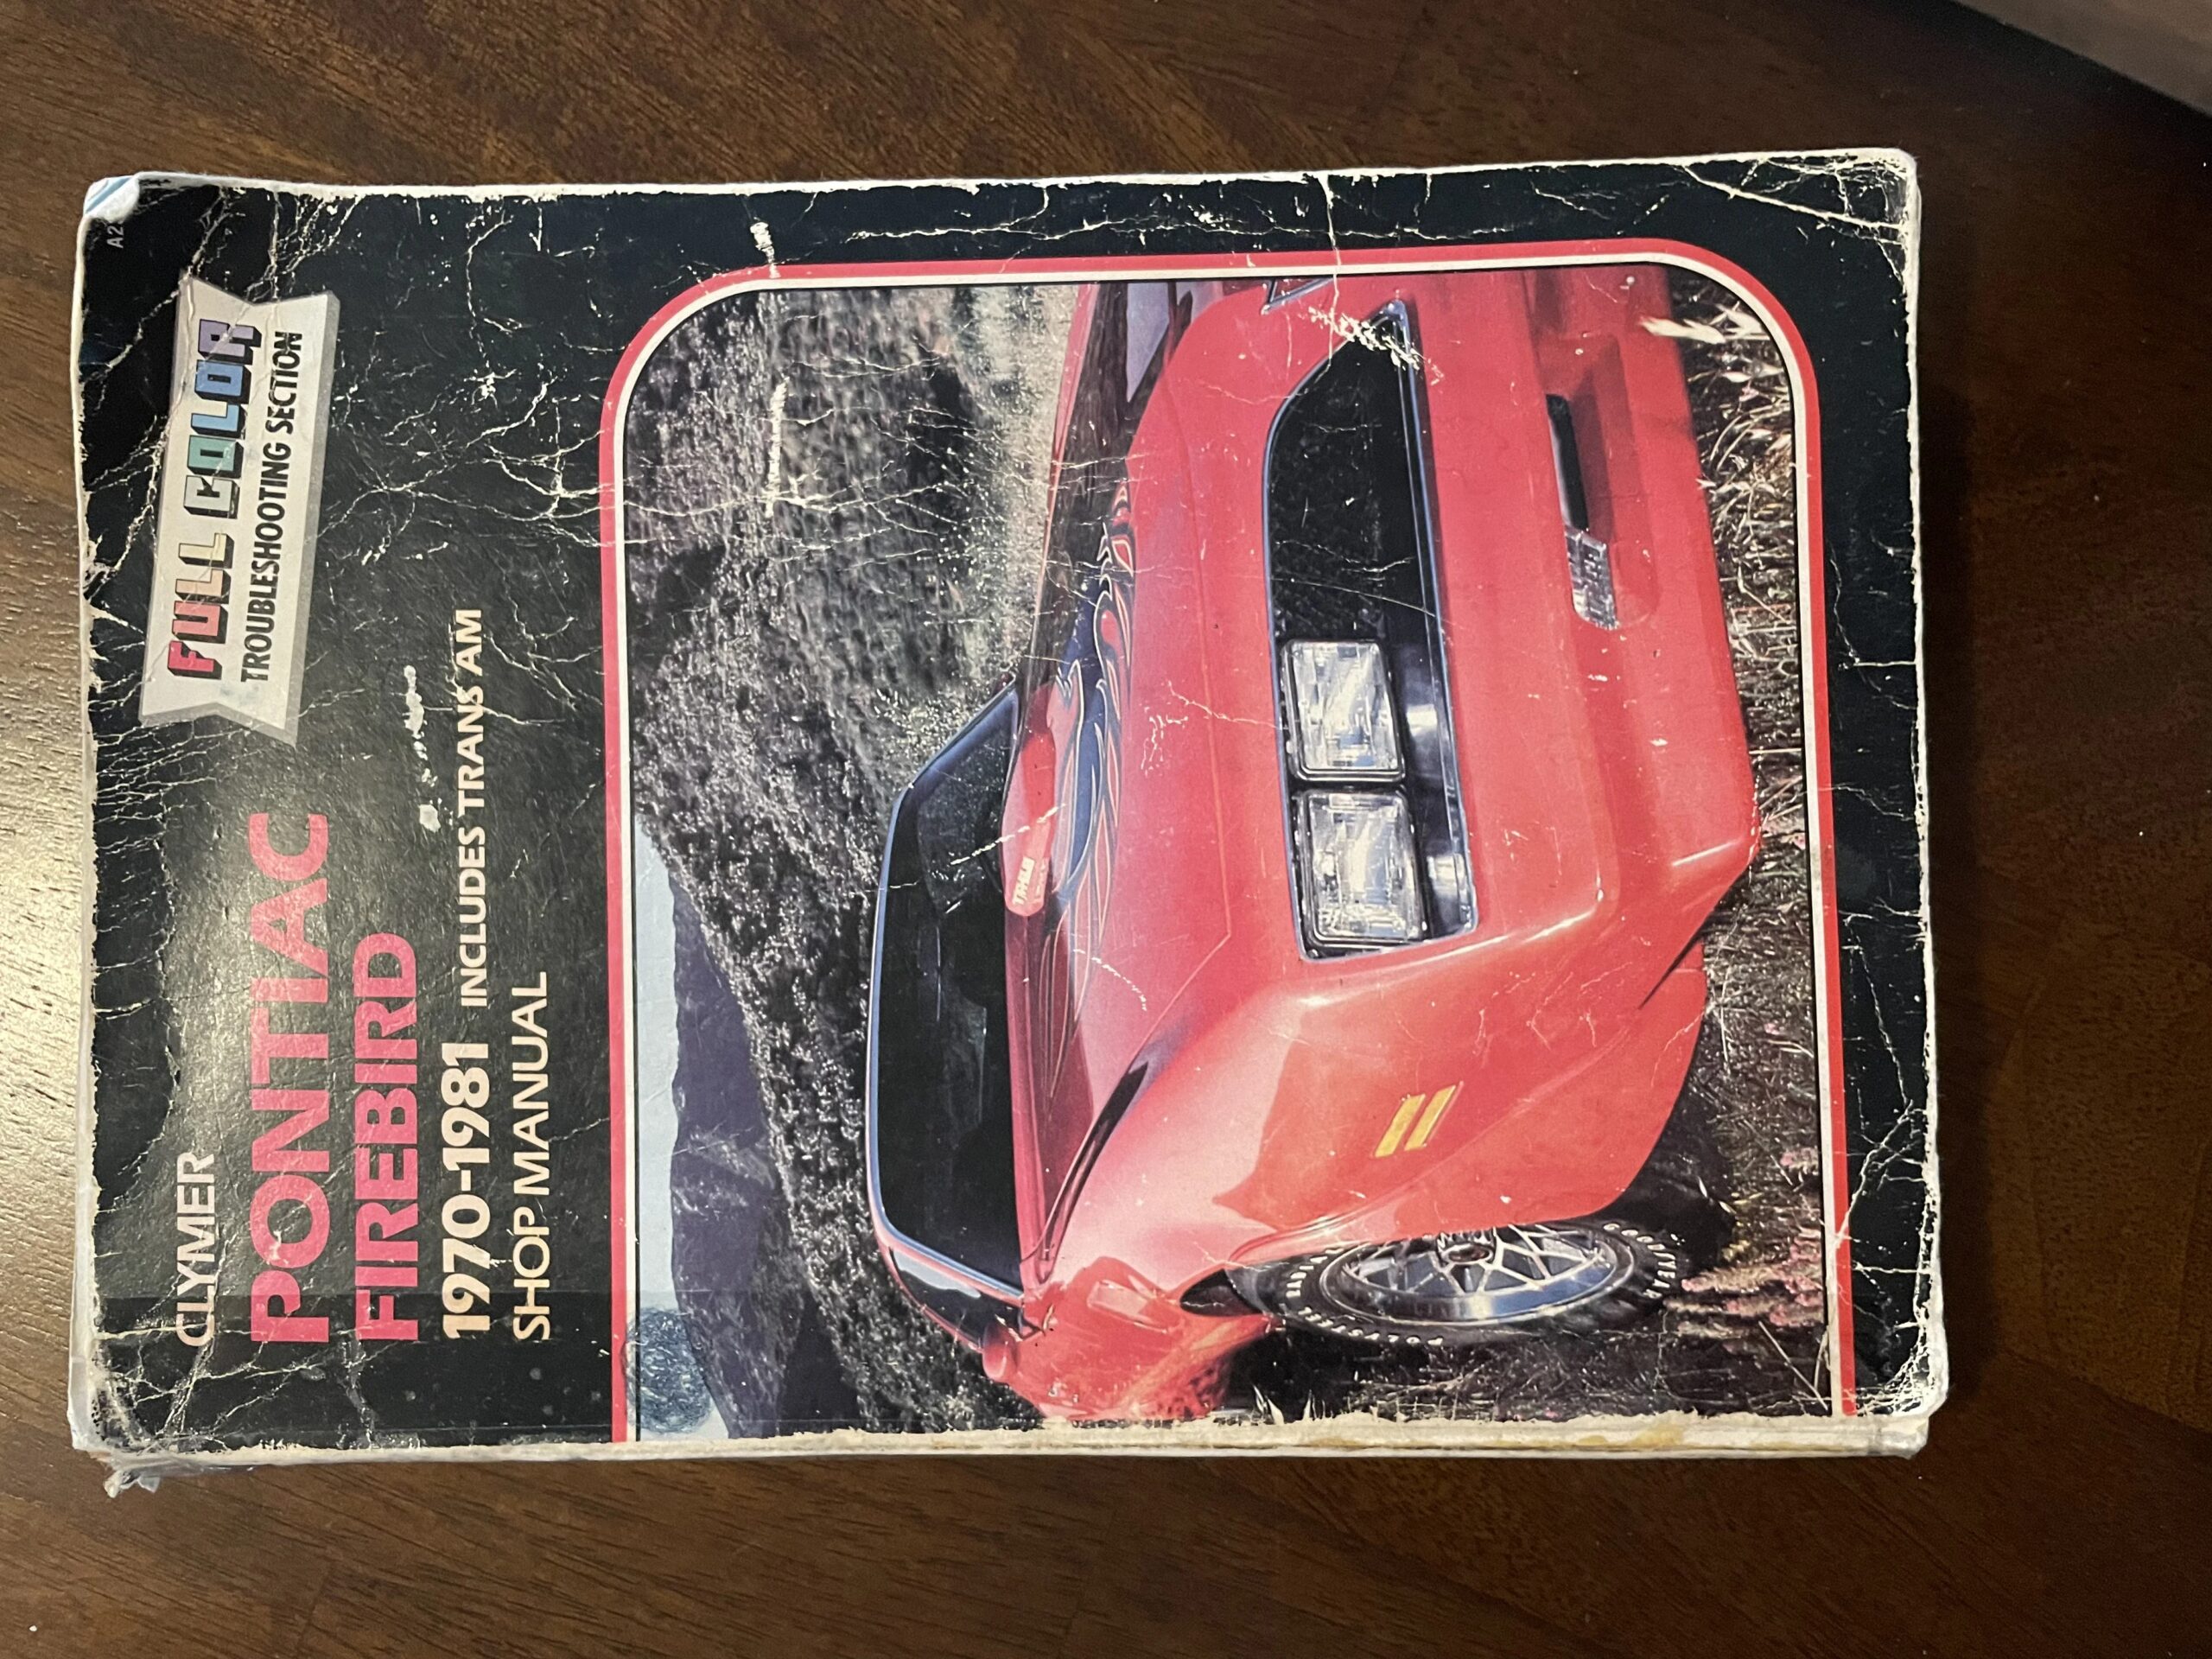 FULL COLOR
TROUBLESHOOTING SECTION
CLYMER
PONTIAC
FIREBIRD
1970-1981 INCLUDES TRANS AM
SHOP MANUAL